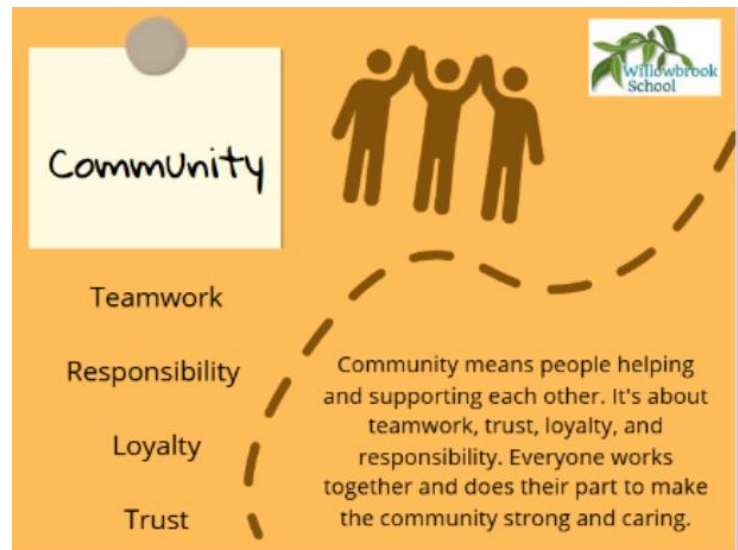 CommUnity
Willowbrook
School
Teamwork
Responsibility
Loyalty
Trust
Community means people helping
and supporting each other. It's about
teamwork, trust, loyalty, and
responsibility. Everyone works
together and does their part to make
the community strong and caring.